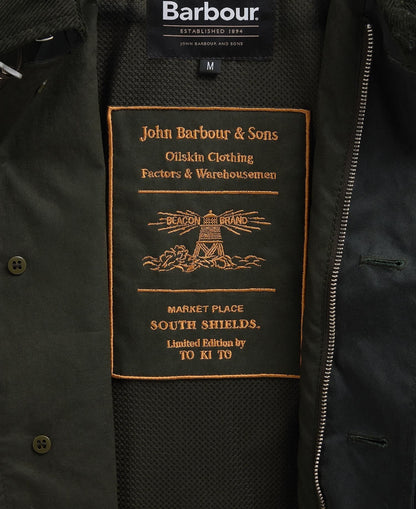 Barbour.
ESTABLISHED 1894
JOHN BARBOUR AND SONS
M
John Barbour & Sons
Oilskin Clothing
Factors & Warehousemen
BEACON BRAND
MARKET PLACE
SOUTH SHIELDS.
Limited Edition by
TO KI TO